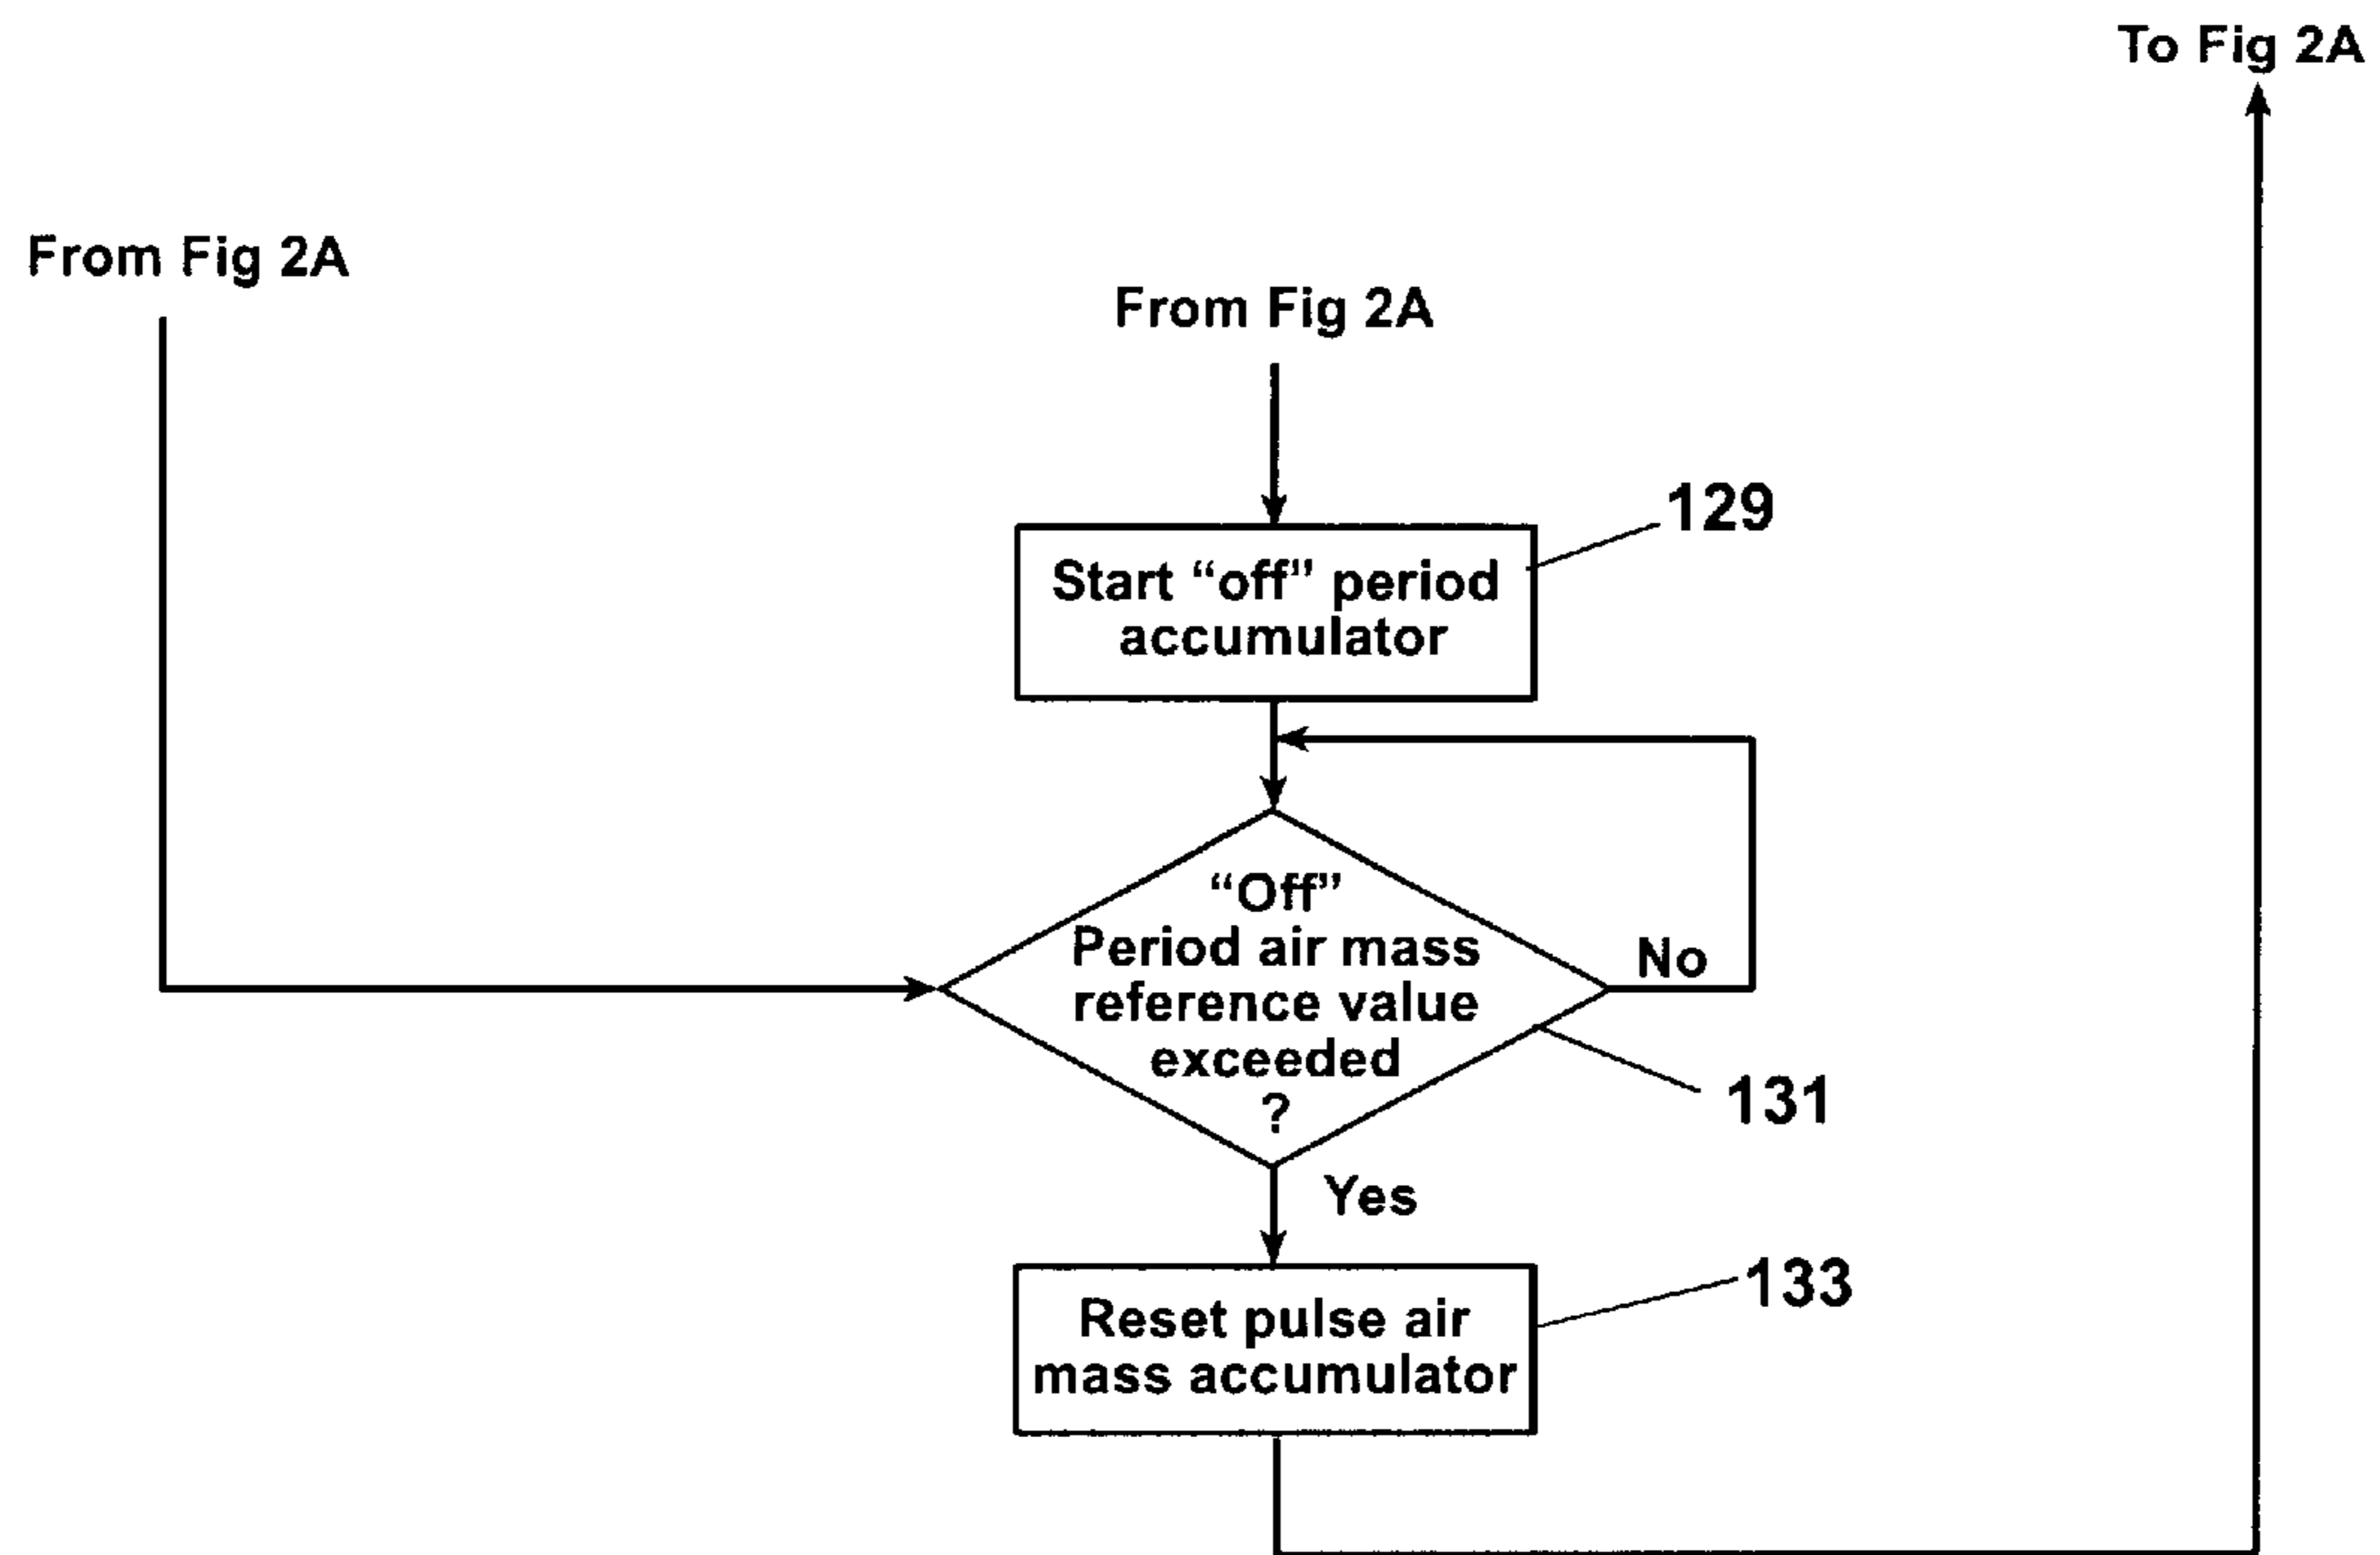 To Fig 2A
From Fig 2A
From Fig 2A
129
Start “off” period
accumulator
“Off”
Period air mass
reference value
exceeded
?
No
131
Yes
133
Reset pulse air
mass accumulator